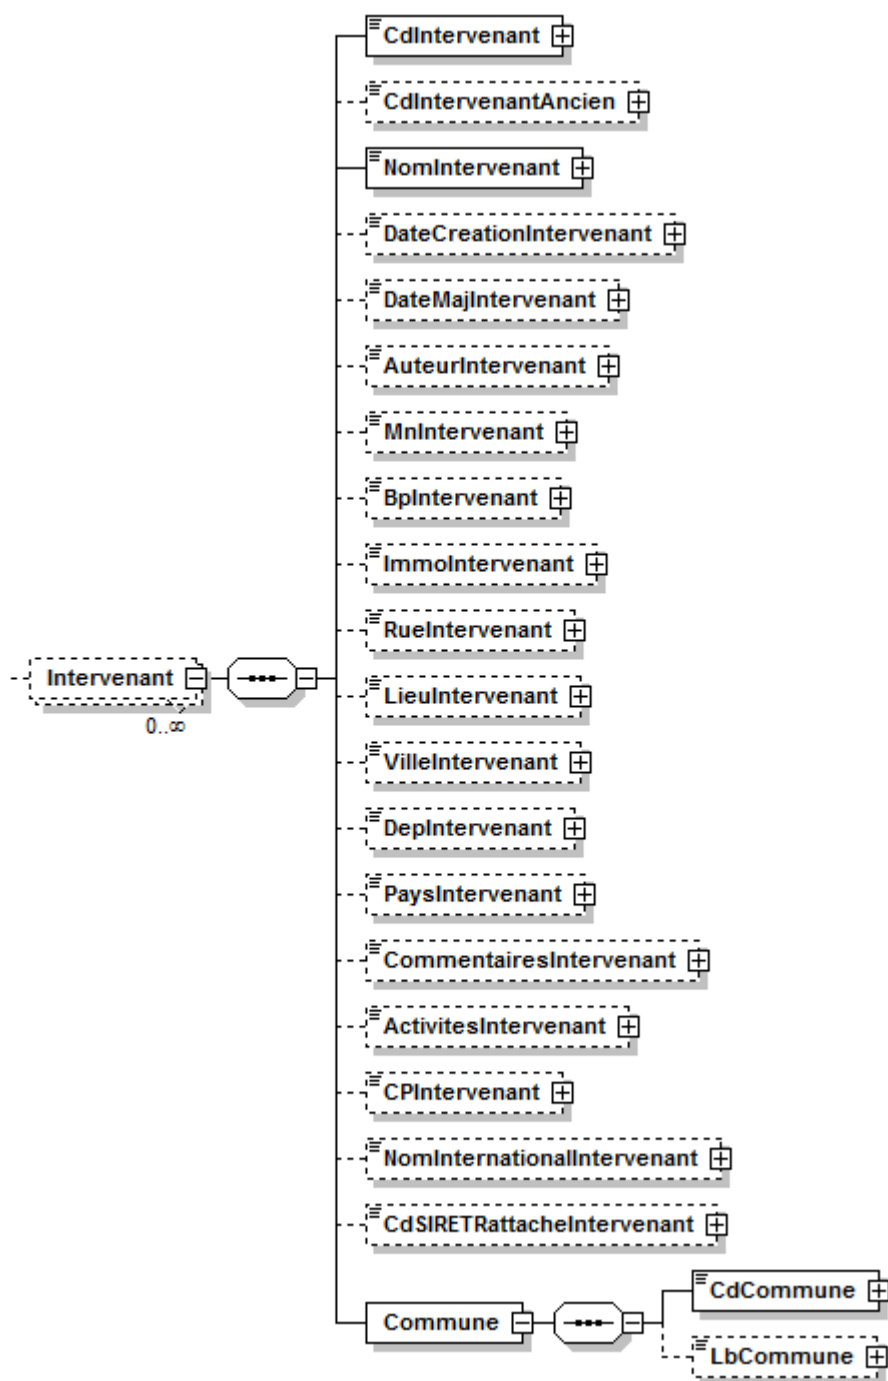 CdIntervenant
CdIntervenantAncien
NomIntervenant
DateCreationIntervenant
DateMajIntervenant
AuteurIntervenant
MnIntervenant
BpIntervenant
ImmoIntervenant
RueIntervenant
Intervenant
0..∞
LieuIntervenant
VilleIntervenant
DepIntervenant
PaysIntervenant
CommentairesIntervenant
ActivitesIntervenant
CPIntervenant
NomInternationalIntervenant
CdSIRETRattacheIntervenant
CdCommune
Commune
LbCommune